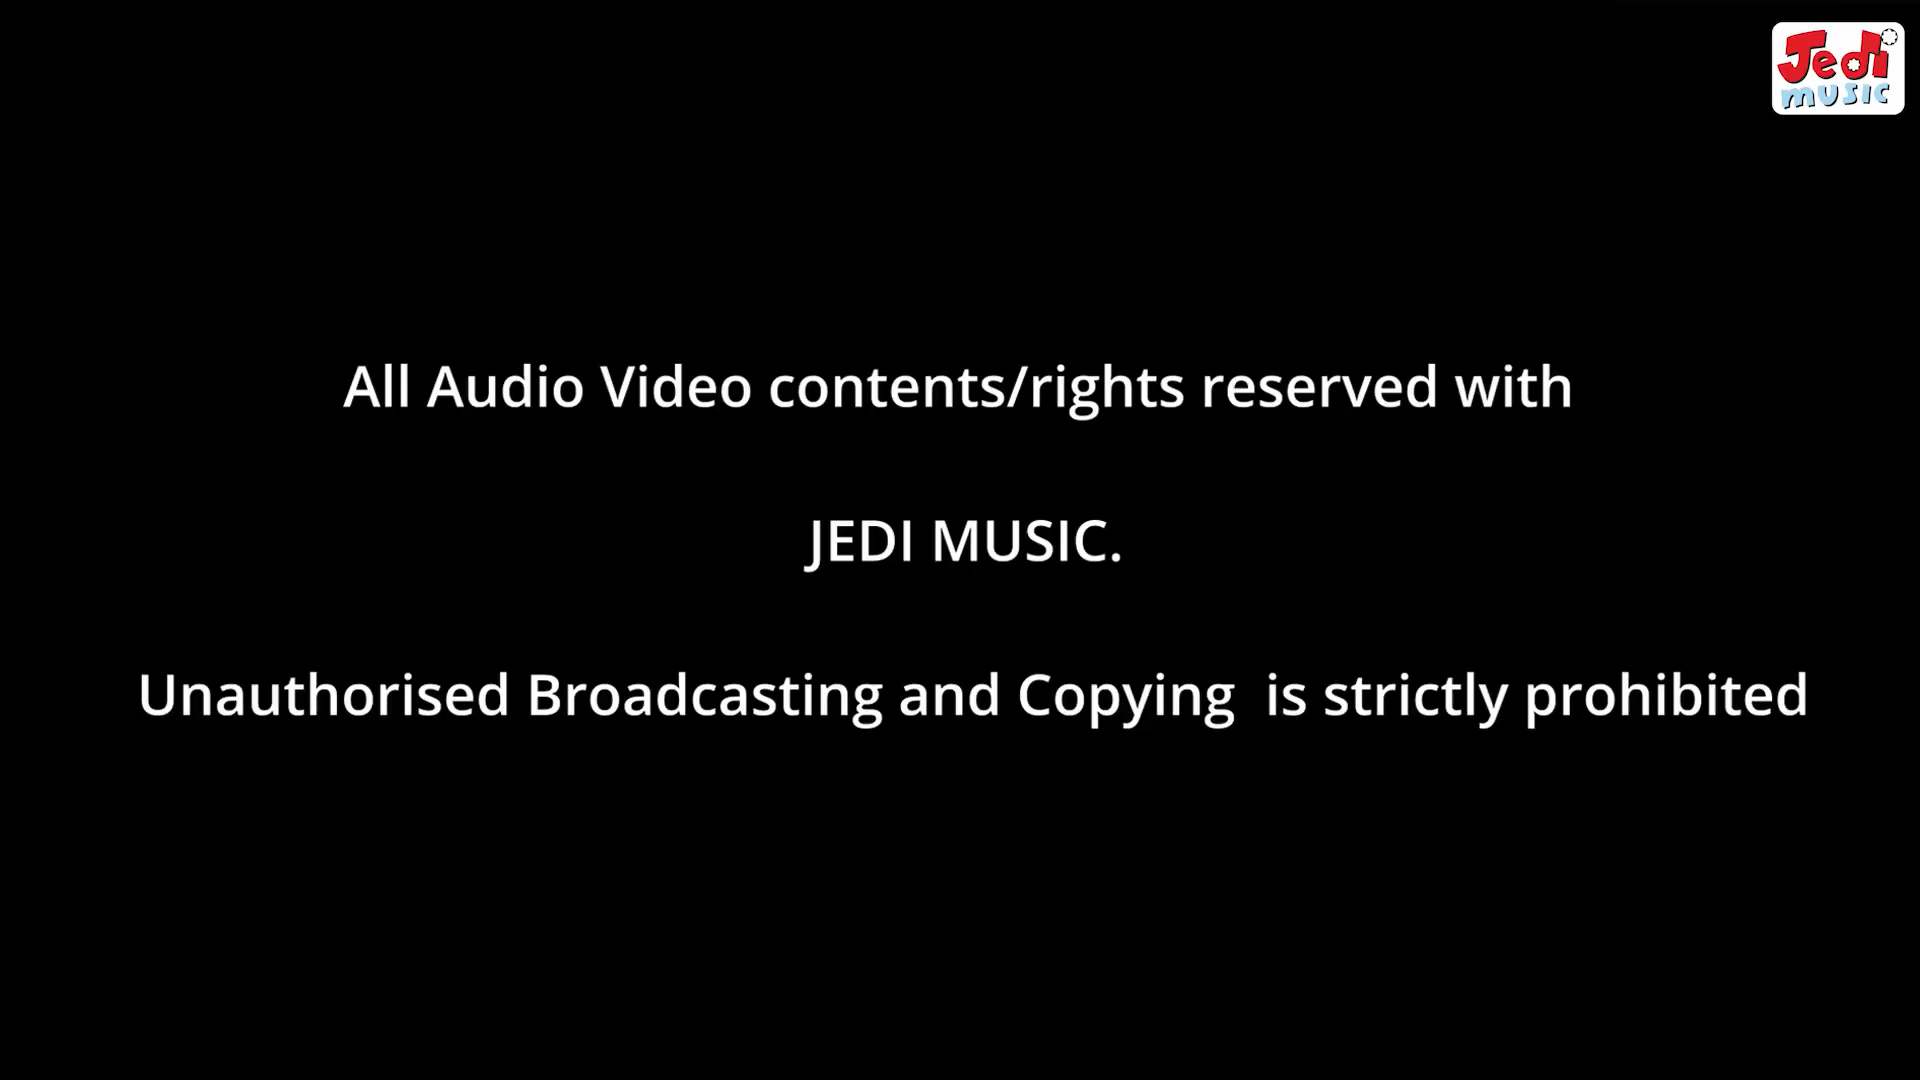 Jedi
music
All Audio Video contents/rights reserved with
JEDI MUSIC.
Unauthorised Broadcasting and Copying  is strictly prohibited